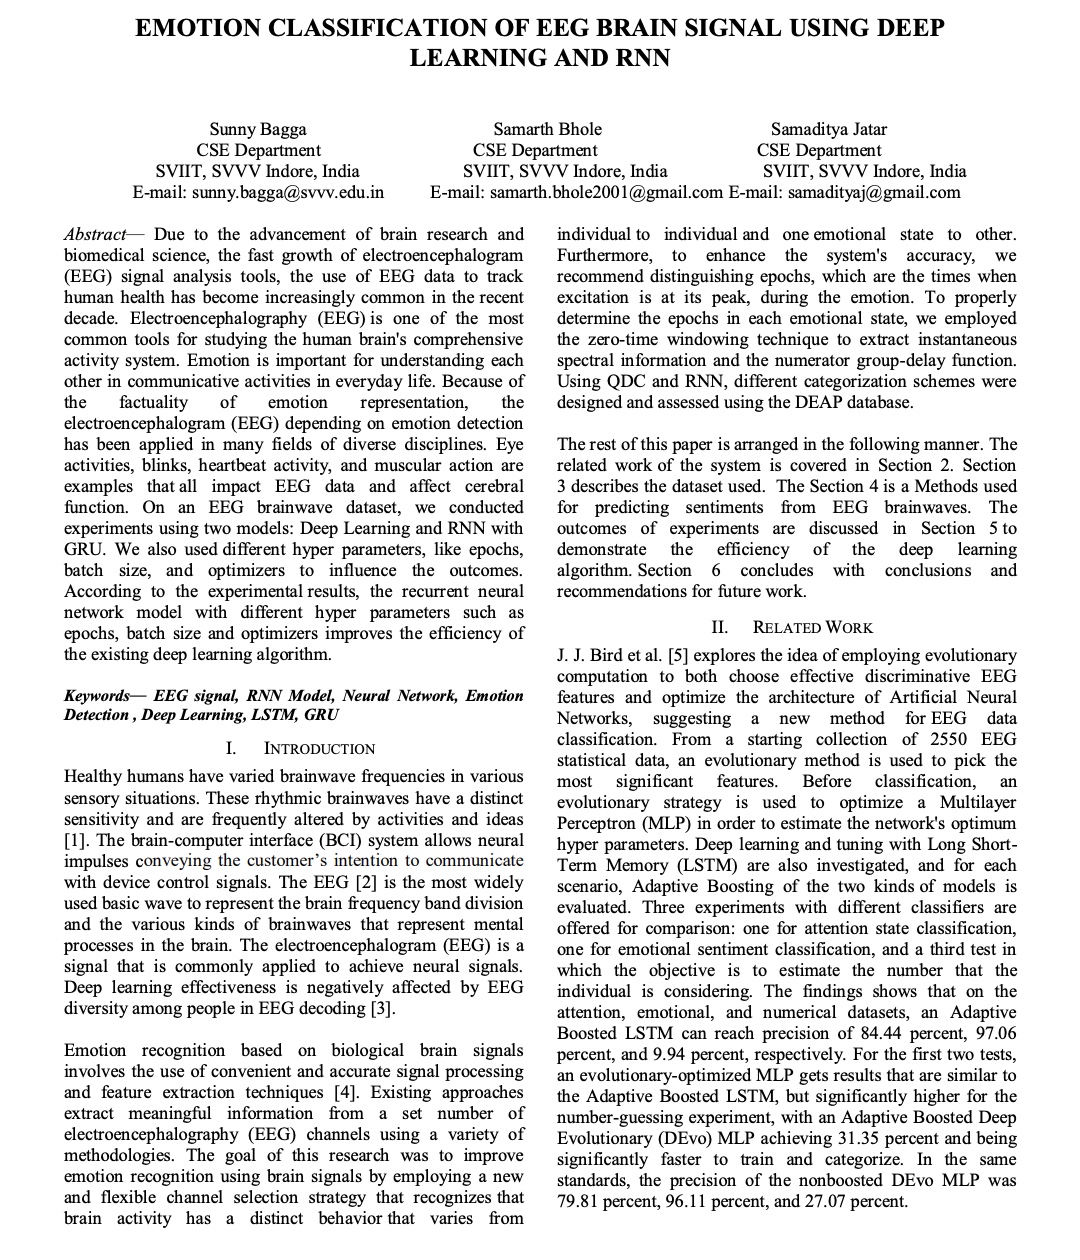 EMOTION CLASSIFICATION OF EEG BRAIN SIGNAL USING DEEP
LEARNING AND RNN
Sunny Bagga
CSE Department
SVIIT, SVVV Indore, India
E-mail: sunny.bagga@svvv.edu.in
Samarth Bhole
CSE Department
SVIIT, SVVV Indore, India
E-mail: samarth.bhole2001@gmail.com
Samaditya Jatar
CSE Department
SVIIT, SVVV Indore, India
E-mail: samadityaj@gmail.com
Abstract— Due to the advancement of brain research and
biomedical science, the fast growth of electroencephalogram
(EEG) signal analysis tools, the use of EEG data to track
human health has become increasingly common in the recent
decade. Electroencephalography (EEG) is one of the most
common tools for studying the human brain's comprehensive
activity system. Emotion is important for understanding each
other in communicative activities in everyday life. Because of
the factuality of emotion representation, the
electroencephalogram (EEG) depending on emotion detection
has been applied in many fields of diverse disciplines. Eye
activities, blinks, heartbeat activity, and muscular action are
examples that all impact EEG data and affect cerebral
function. On an EEG brainwave dataset, we conducted
experiments using two models: Deep Learning and RNN with
GRU. We also used different hyper parameters, like epochs,
batch size, and optimizers to influence the outcomes.
According to the experimental results, the recurrent neural
network model with different hyper parameters such as
epochs, batch size and optimizers improves the efficiency of
the existing deep learning algorithm.
Keywords— EEG signal, RNN Model, Neural Network, Emotion
Detection , Deep Learning, LSTM, GRU
I. INTRODUCTION
Healthy humans have varied brainwave frequencies in various
sensory situations. These rhythmic brainwaves have a distinct
sensitivity and are frequently altered by activities and ideas
[1]. The brain-computer interface (BCI) system allows neural
impulses conveying the customer's intention to communicate
with device control signals. The EEG [2] is the most widely
used basic wave to represent the brain frequency band division
and the various kinds of brainwaves that represent mental
processes in the brain. The electroencephalogram (EEG) is a
signal that is commonly applied to achieve neural signals.
Deep learning effectiveness is negatively affected by EEG
diversity among people in EEG decoding [3].
Emotion recognition based on biological brain signals
involves the use of convenient and accurate signal processing
and feature extraction techniques [4]. Existing approaches
extract meaningful information from a set number of
electroencephalography (EEG) channels using a variety of
methodologies. The goal of this research was to improve
emotion recognition using brain signals by employing a new
and flexible channel selection strategy that recognizes that
brain activity has a distinct behavior that varies from
individual to individual and one emotional state to other.
Furthermore, to enhance the system's accuracy, we
recommend distinguishing epochs, which are the times when
excitation is at its peak, during the emotion. To properly
determine the epochs in each emotional state, we employed
the zero-time windowing technique to extract instantaneous
spectral information and the numerator group-delay function.
Using QDC and RNN, different categorization schemes were
designed and assessed using the DEAP database.
The rest of this paper is arranged in the following manner. The
related work of the system is covered in Section 2. Section
3 describes the dataset used. The Section 4 is a Methods used
for predicting sentiments from EEG brainwaves. The
outcomes of experiments are discussed in Section 5 to
demonstrate the efficiency of the deep learning
algorithm. Section 6 concludes with conclusions and
recommendations for future work.
II. RELATED WORK
J. J. Bird et al. [5] explores the idea of employing evolutionary
computation to both choose effective discriminative EEG
features and optimize the architecture of Artificial Neural
Networks, suggesting a new method for EEG data
classification. From a starting collection of 2550 EEG
statistical data, an evolutionary method is used to pick the
most significant features. Before classification, an
evolutionary strategy is used to optimize a Multilayer
Perceptron (MLP) in order to estimate the network's optimum
hyper parameters. Deep learning and tuning with Long Short-
Term Memory (LSTM) are also investigated, and for each
scenario, Adaptive Boosting of the two kinds of models is
evaluated. Three experiments with different classifiers are
offered for comparison: one for attention state classification,
one for emotional sentiment classification, and a third test in
which the objective is to estimate the number that the
individual is considering. The findings shows that on the
attention, emotional, and numerical datasets, an Adaptive
Boosted LSTM can reach precision of 84.44 percent, 97.06
percent, and 9.94 percent, respectively. For the first two tests,
an evolutionary-optimized MLP gets results that are similar to
the Adaptive Boosted LSTM, but significantly higher for the
number-guessing experiment, with an Adaptive Boosted Deep
Evolutionary (DEvo) MLP achieving 31.35 percent and being
significantly faster to train and categorize. In the same
standards, the precision of the nonboosted DEvo MLP was
79.81 percent, 96.11 percent, and 27.07 percent.